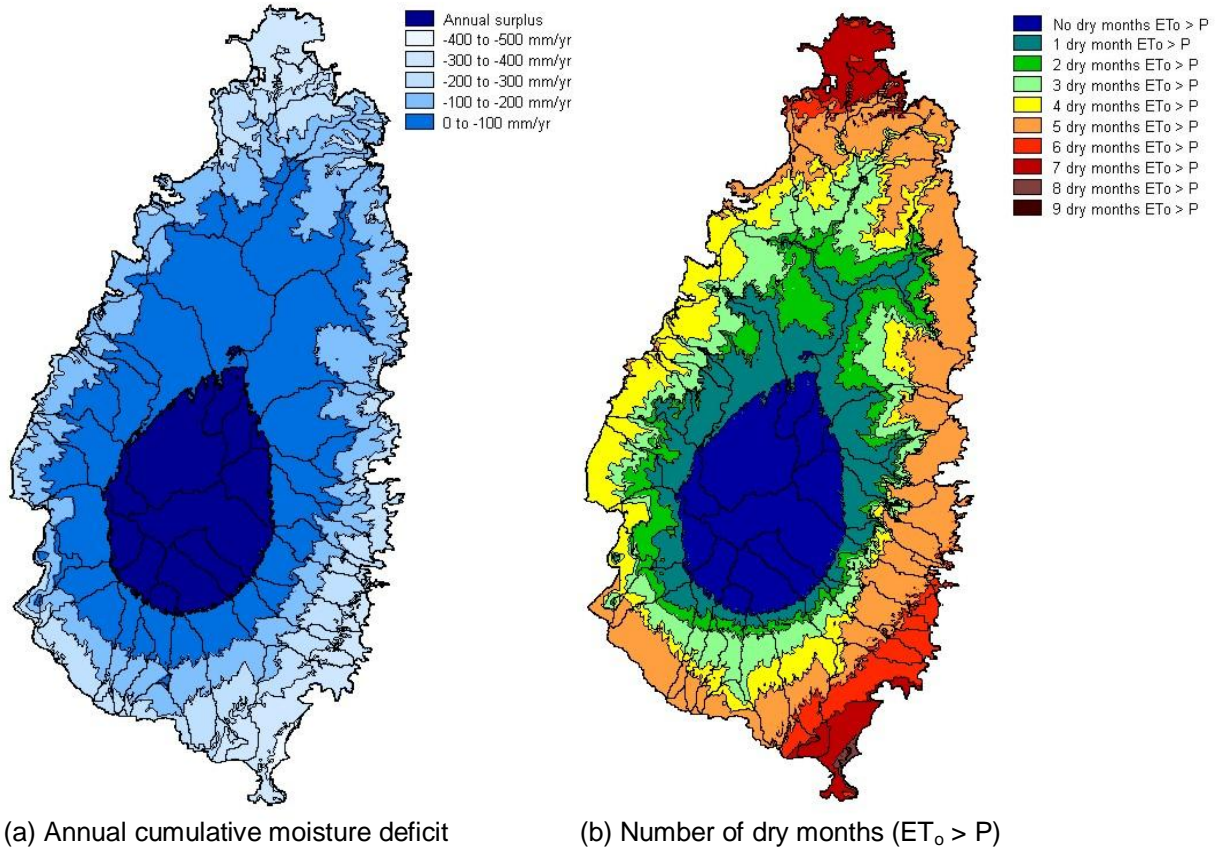 Annual surplus
-400 to -500 mm/yr
-300 to -400 mm/yr
-200 to -300 mm/yr
-100 to -200 mm/yr
0 to -100 mm/yr
No dry months ETo > P
1 dry month ETo > P
2 dry months ETo > P
3 dry months ETo > P
4 dry months ETo > P
5 dry months ETo > P
6 dry months ETo > P
7 dry months ETo > P
8 dry months ETo > P
9 dry months ETo > P
(a) Annual cumulative moisture deficit
(b) Number of dry months (ETₒ > P)